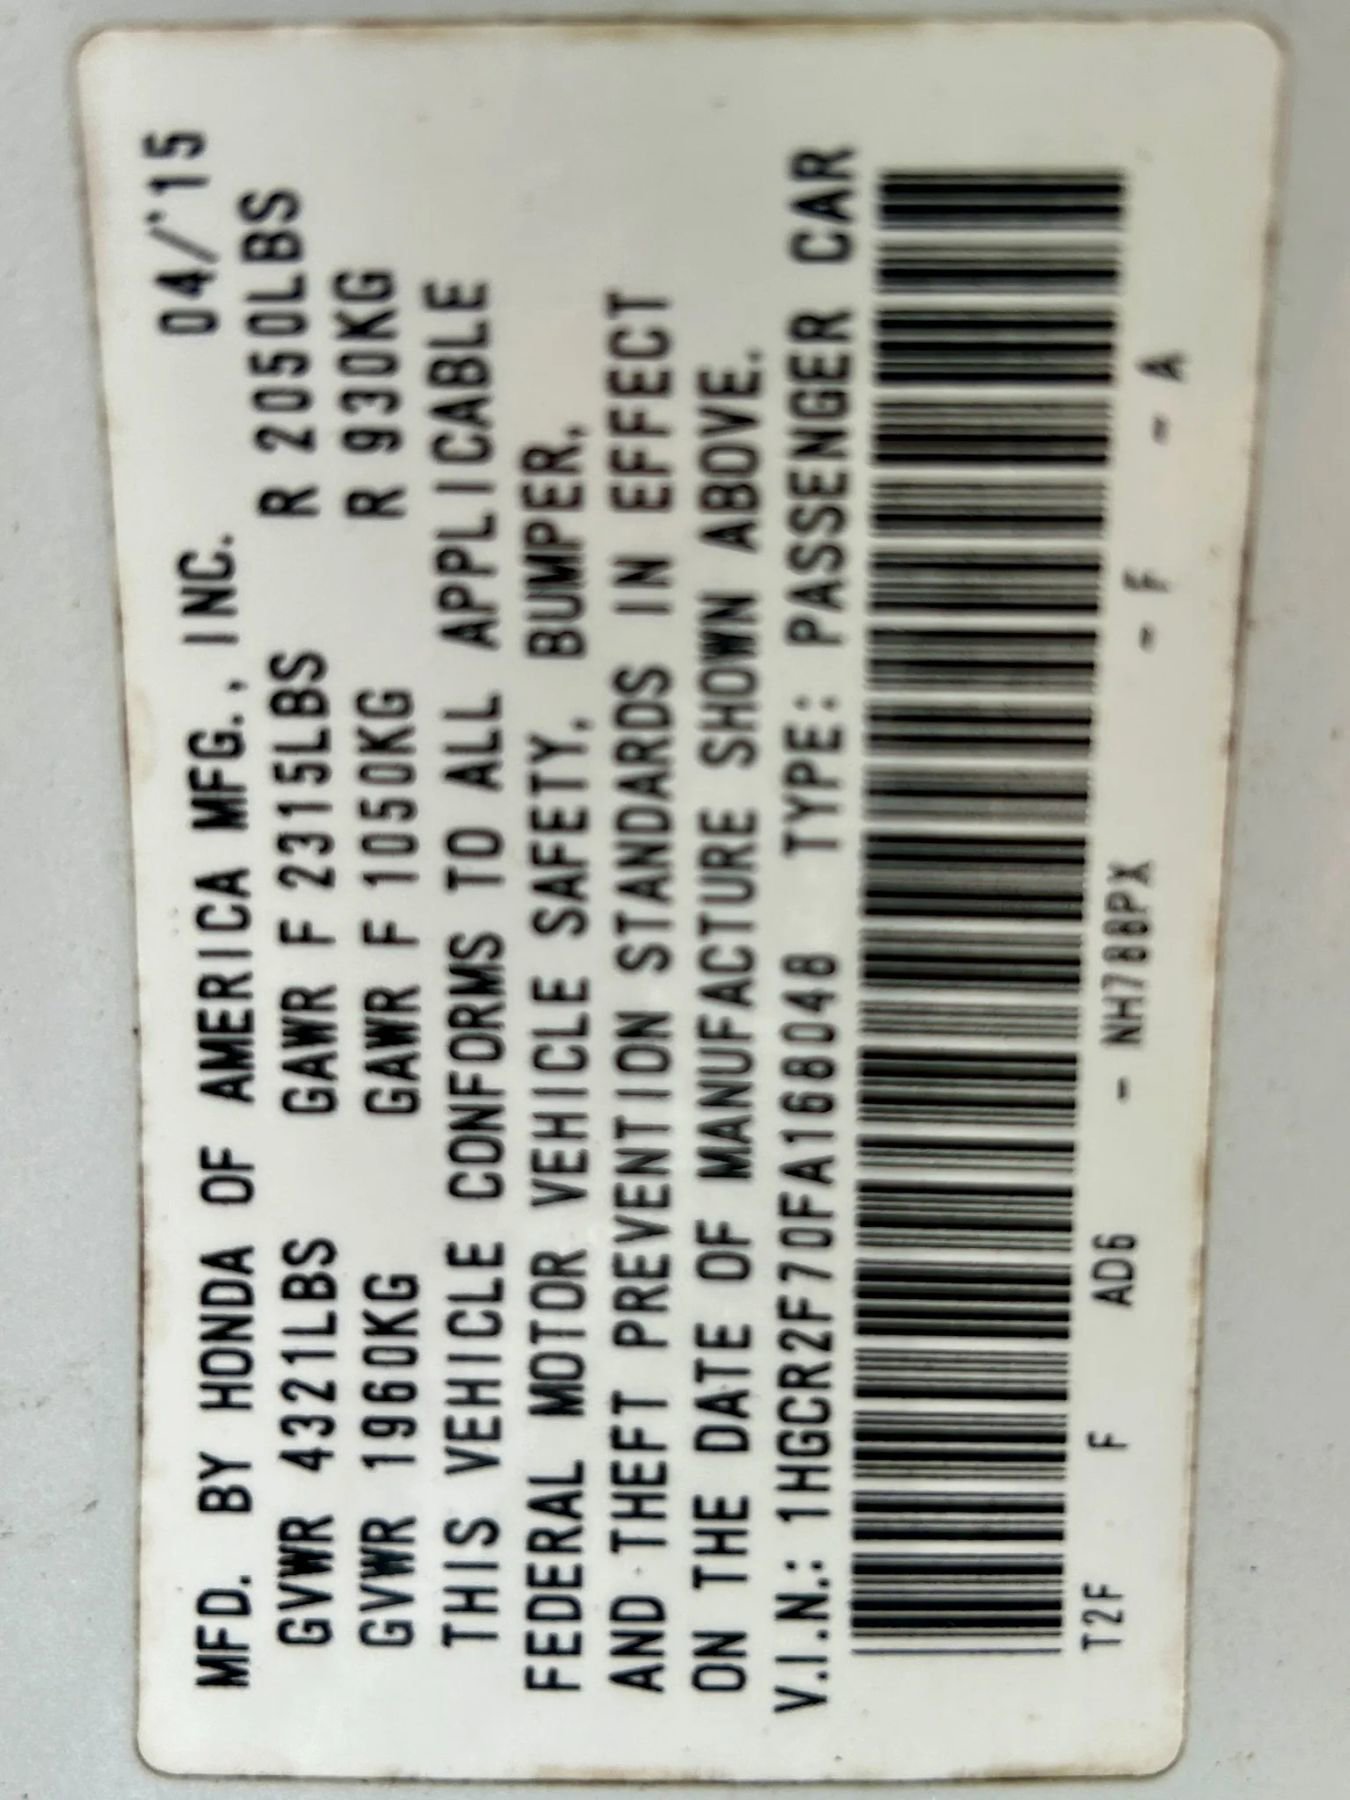 MFD. BY HONDA OF AMERICA MFG., INC. 04/'15
GVWR 4321LBS GAWR F 2315LBS R 2050LBS
GVWR 1960KG GAWR F 1050KG R 930KG
THIS VEHICLE CONFORMS TO ALL APPLICABLE
FEDERAL MOTOR VEHICLE SAFETY, BUMPER,
AND THEFT PREVENTION STANDARDS IN EFFECT
ON THE DATE OF MANUFACTURE SHOWN ABOVE.
V.I.N.: 1HGCR2F70FA168048 TYPE: PASSENGER CAR
T2F F AD6 - NH788PX - F - A